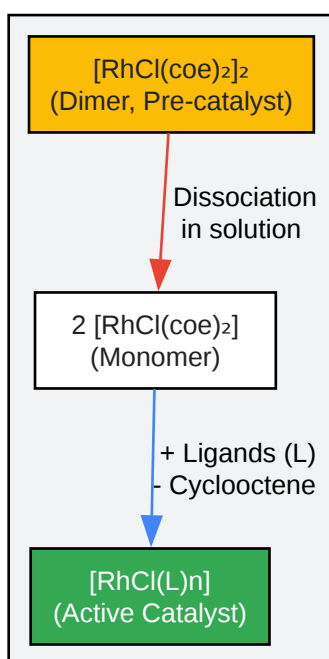 [RhCl(coe)₂]₂
(Dimer, Pre-catalyst)
Dissociation
in solution
2 [RhCl(coe)₂]
(Monomer)
+ Ligands (L)
- Cyclooctene
[RhCl(L)n]
(Active Catalyst)